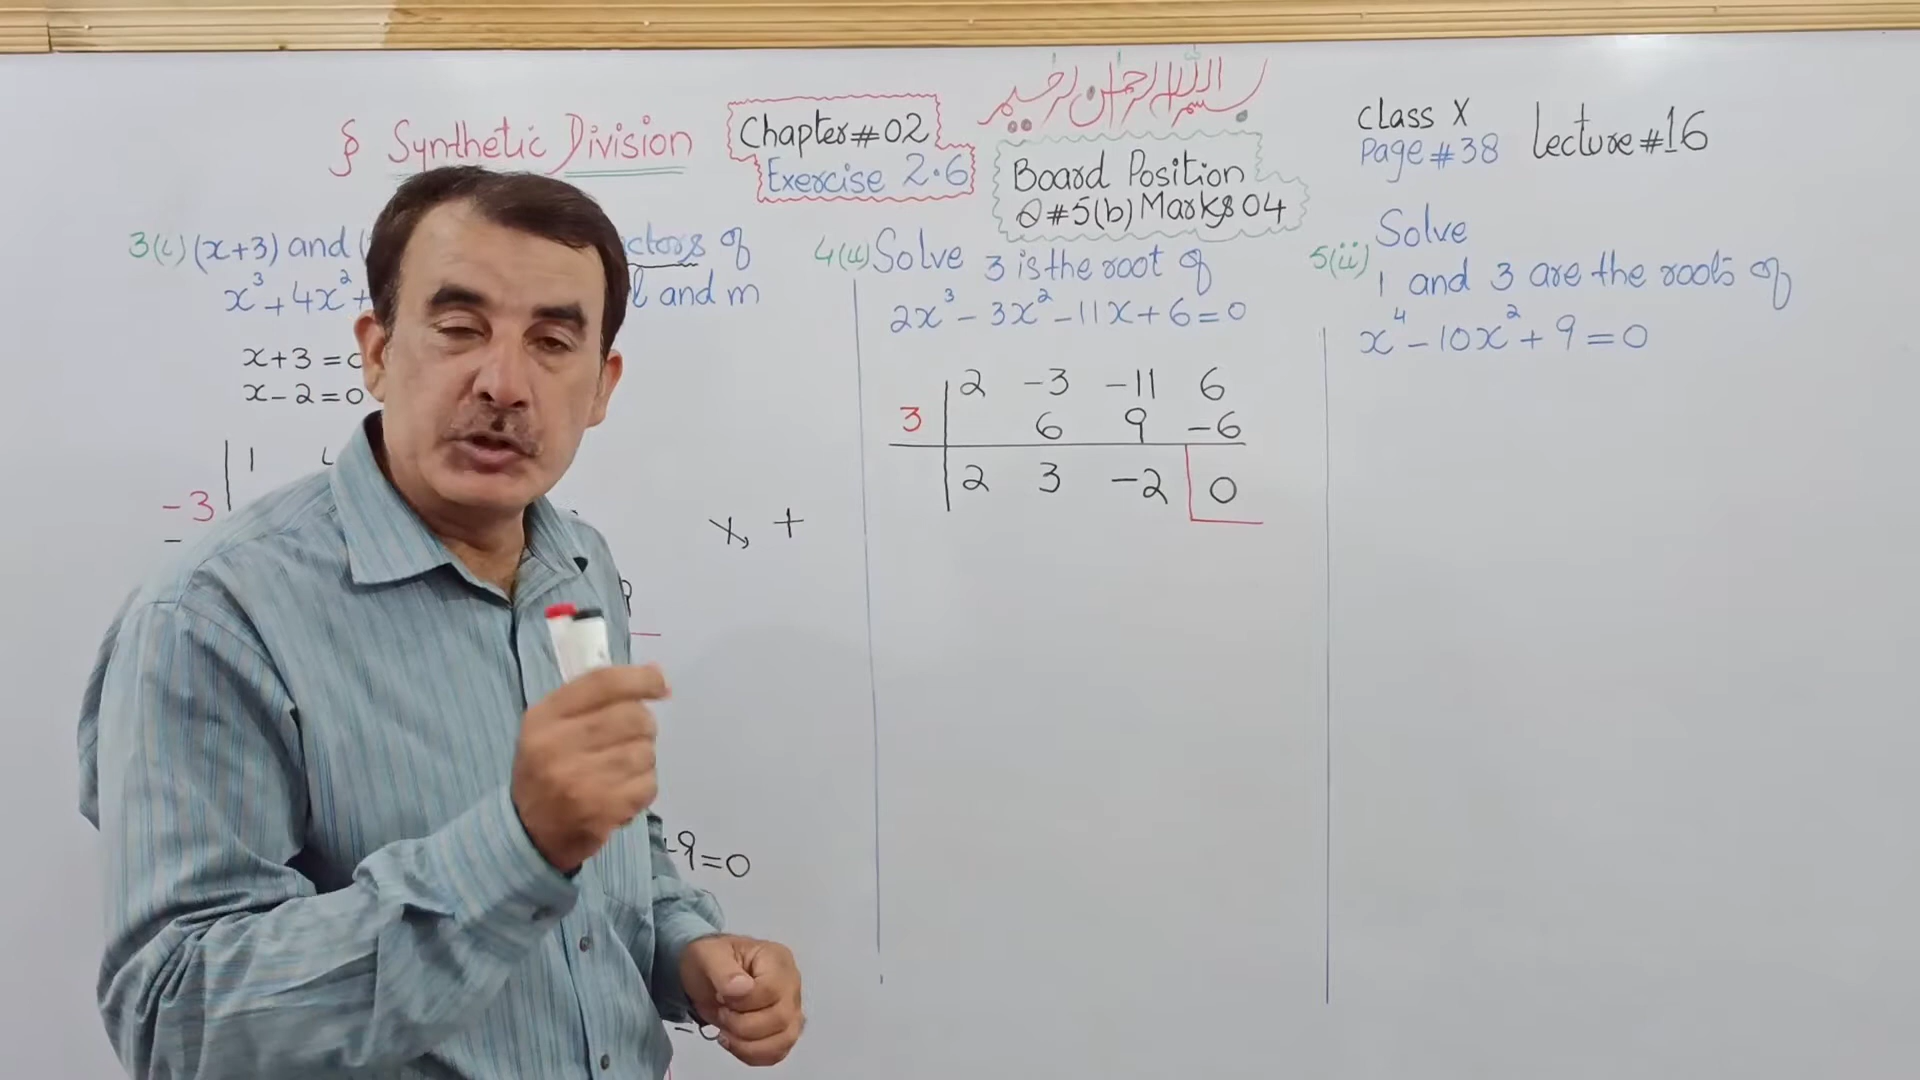 بسم الله الرحمن الرحيم
§ Synthetic Division
Chapter # 02
Exercise 2.6
Board Position
Q # 5(b) Marks 04
Class X
Page # 38
Lecture # 16
3(i) (x+3) and
of
x³ + 4x² +
l and m
x + 3 = 0
x - 2 = 0
1
-3
x, +
-9 = 0
4(ii) Solve 3 is the root of
2x³ - 3x² - 11x + 6 = 0
2 -3 -11 6
3 6 9 -6
2 3 -2 0
5(ii) Solve
1 and 3 are the roots of
x⁴ - 10x² + 9 = 0